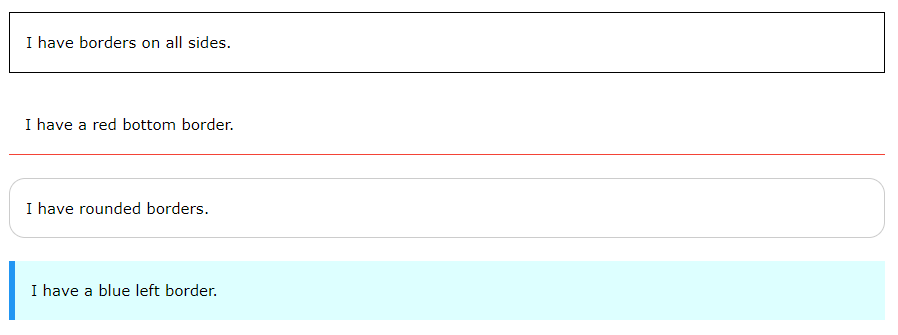 I have borders on all sides.
I have a red bottom border.
I have rounded borders.
I have a blue left border.